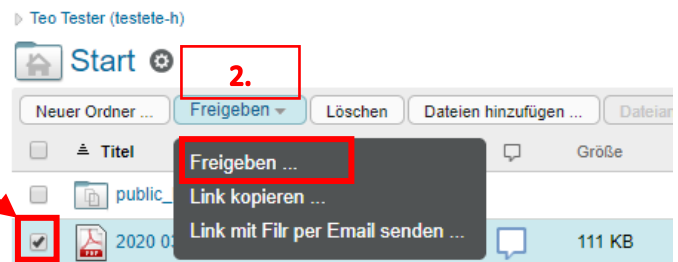 Teo Tester (testete-h)
Start
2.
Neuer Ordner ... Freigeben Löschen Dateien hinzufügen ...
Titel Größe
Freigeben ...
public_
Link kopieren ...
2020 Link mit Filr per Email senden ... 111 KB